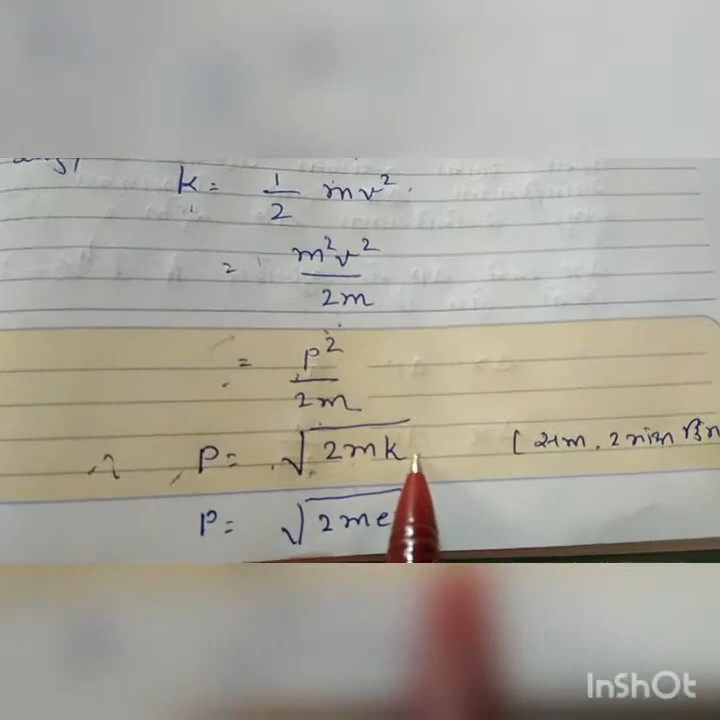 K = 1/2 mv²
= m²v²/2m
= p²/2m
∴ P = √2mk
P = √2me
InShOt